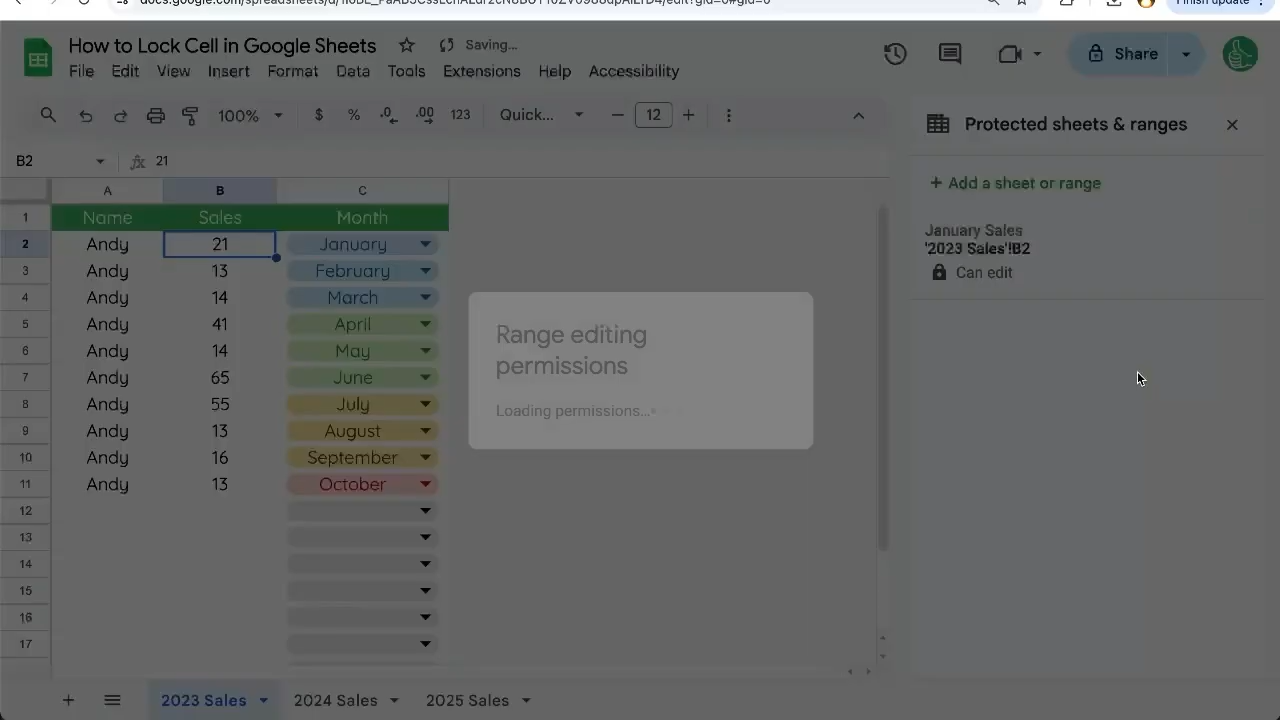 How to Lock Cell in Google Sheets Saving...
File Edit View Insert Format Data Tools Extensions Help Accessibility
Share
100% $ % .0 .00 123 Quick... 12
B2 fx 21
A B C
1 Name Sales Month
2 Andy 21 January
3 Andy 13 February
4 Andy 14 March
5 Andy 41 April
6 Andy 14 May
7 Andy 65 June
8 Andy 55 July
9 Andy 13 August
10 Andy 16 September
11 Andy 13 October
12
13
14
15
16
17
Range editing
permissions
Loading permissions...
Protected sheets & ranges
+ Add a sheet or range
January Sales
'2023 Sales'!B2
Can edit
2023 Sales 2024 Sales 2025 Sales